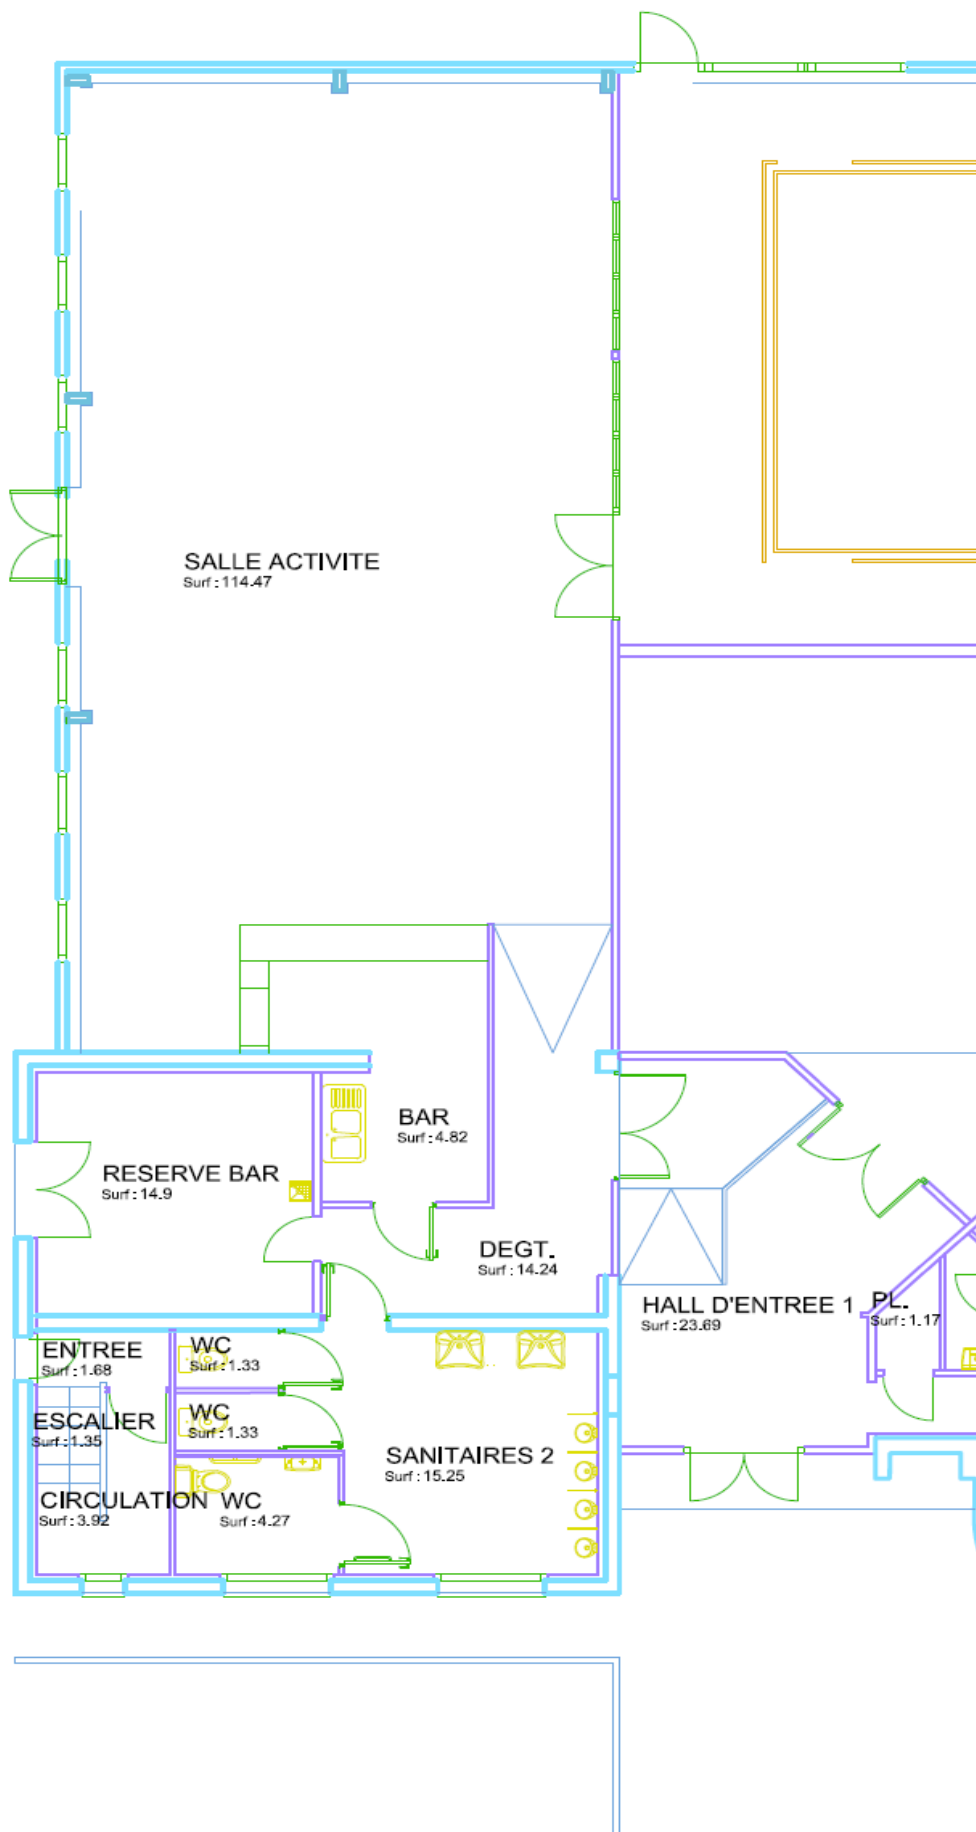 SALLE ACTIVITE
Surf : 114.47
BAR
Surf : 4.82
RESERVE BAR
Surf : 14.9
DEGT.
Surf : 14.24
HALL D'ENTREE 1
Surf : 23.69
PL.
Surf : 1.17
ENTREE
Surf : 1.68
WC
Surf : 1.33
ESCALIER
Surf : 1.35
WC
Surf : 1.33
SANITAIRES 2
Surf : 15.25
CIRCULATION
Surf : 3.92
WC
Surf : 4.27